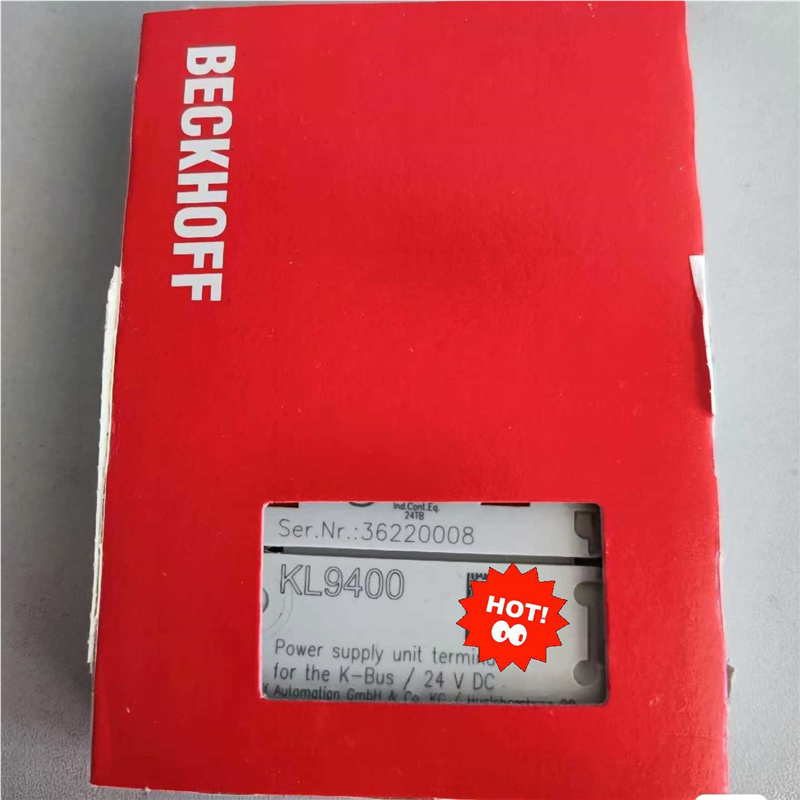 BECKHOFF
Ind.Cont.Eq.
24TB
Ser.Nr.:36220008
KL9400
HOT!
Power supply unit
for the K-Bus / 24 V DC
Automation GmbH & Co. KG /